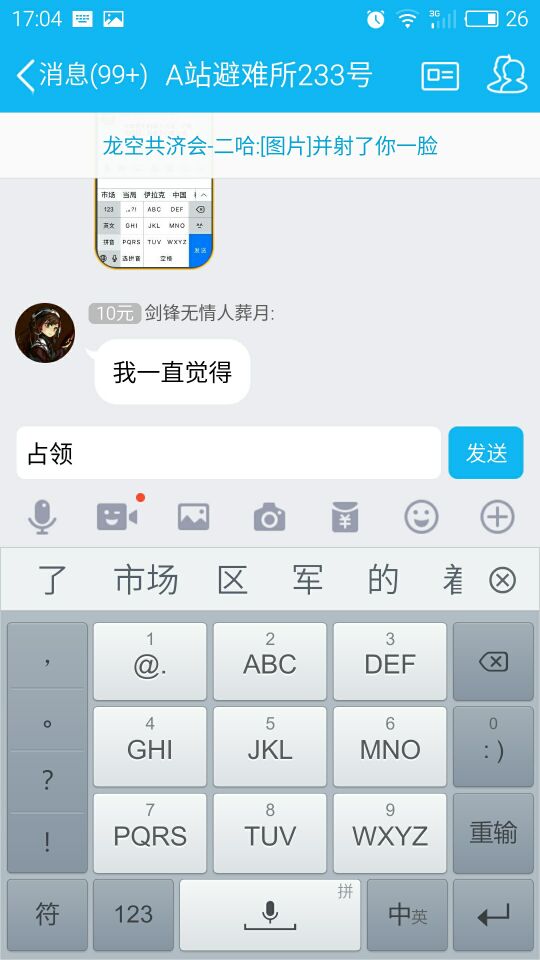 17:04 3G 26
消息(99+) A站避难所233号
龙空共济会-二哈:[图片]并射了你一脸
市场 当局 伊拉克 中国
123 ,.?! ABC DEF
英文 GHI JKL MNO
拼音 PQRS TUV WXYZ 发送
选拼音 空格
10元 剑锋无情人葬月:
我一直觉得
占领 发送
了 市场 区 军 的 着
, 1 2 3
@. ABC DEF
。 4 5 6 0
GHI JKL MNO :)
? 7 8 9
PQRS TUV WXYZ 重输
!
符 123 拼 中英